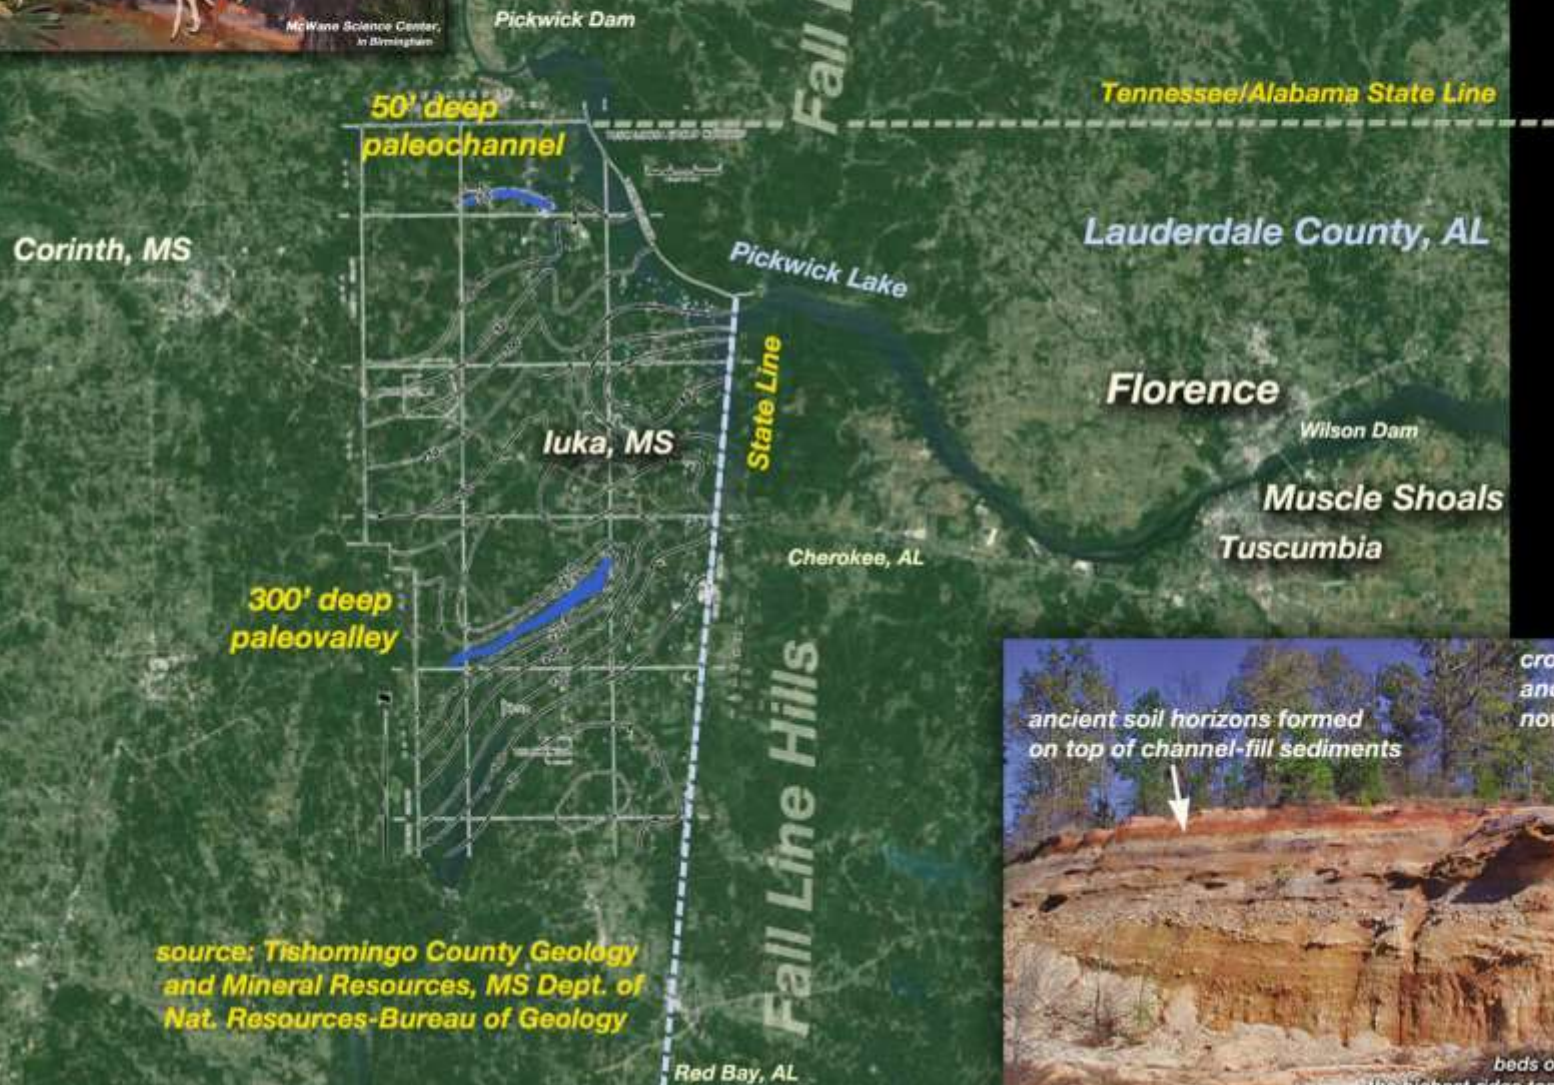 McWane Science Center,
in Birmingham
Pickwick Dam
Fall
Tennessee/Alabama State Line
50' deep
paleochannel
Lauderdale County, AL
Corinth, MS
Pickwick Lake
State Line
Florence
Iuka, MS
Wilson Dam
Muscle Shoals
Tuscumbia
Cherokee, AL
300' deep
paleovalley
Fall Line Hills
ancient soil horizons formed
on top of channel-fill sediments
source: Tishomingo County Geology
and Mineral Resources, MS Dept. of
Nat. Resources-Bureau of Geology
Red Bay, AL
beds